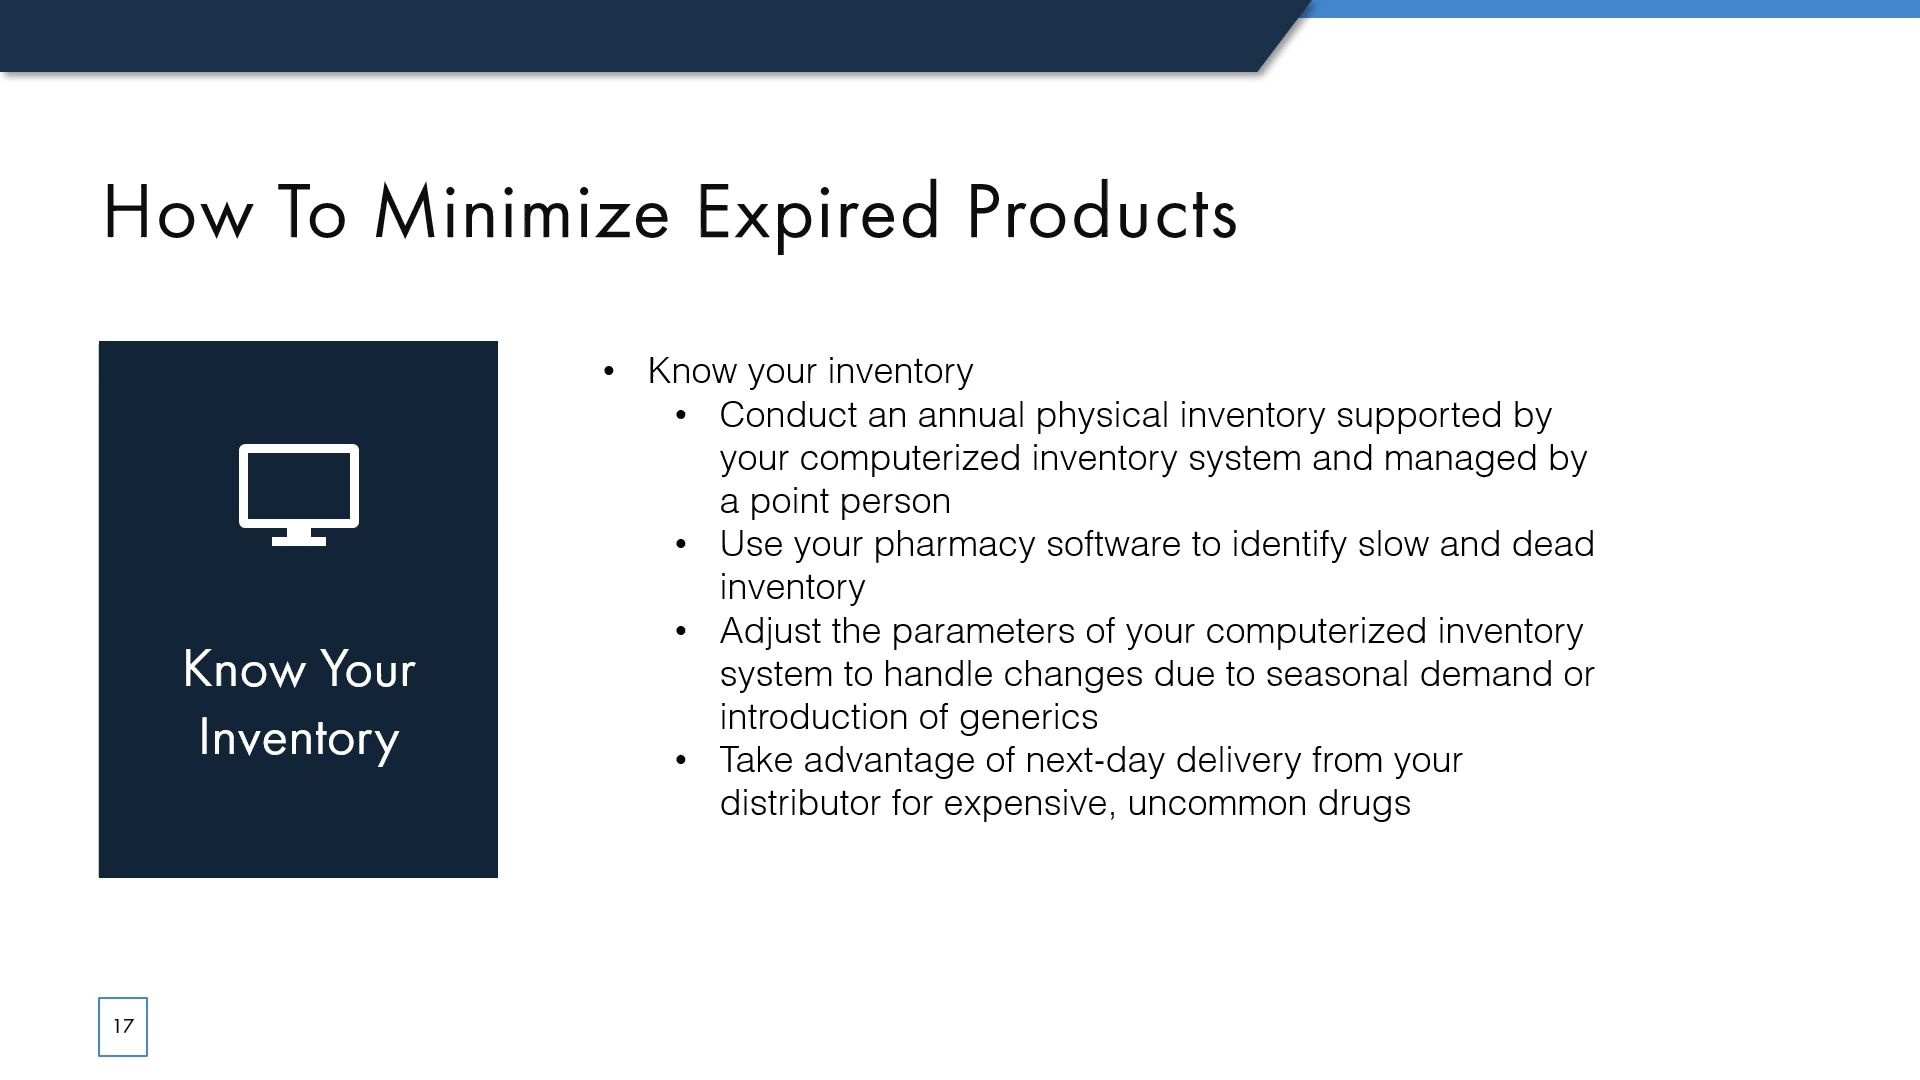 How To Minimize Expired Products
Know Your
Inventory
• Know your inventory
• Conduct an annual physical inventory supported by
your computerized inventory system and managed by
a point person
• Use your pharmacy software to identify slow and dead
inventory
• Adjust the parameters of your computerized inventory
system to handle changes due to seasonal demand or
introduction of generics
• Take advantage of next-day delivery from your
distributor for expensive, uncommon drugs
17